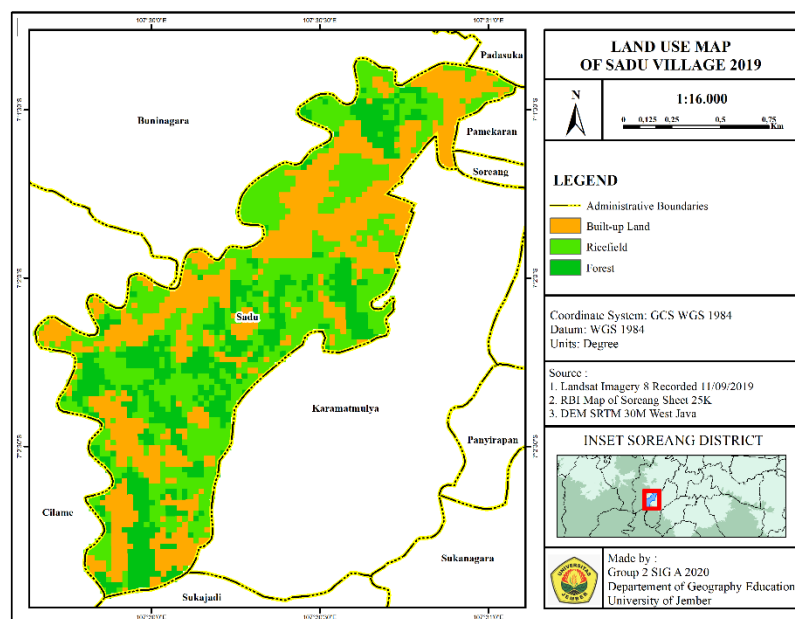 LAND USE MAP
OF SADU VILLAGE 2019
N
1:16.000
0 0,125 0,25 0,5 0,75
Km
LEGEND
Administrative Boundaries
Built-up Land
Ricefield
Forest
Coordinate System: GCS WGS 1984
Datum: WGS 1984
Units: Degree
Source :
1. Landsat Imagery 8 Recorded 11/09/2019
2. RBI Map of Soreang Sheet 25K
3. DEM SRTM 30M West Java
INSET SOREANG DISTRICT
Made by :
Group 2 SIG A 2020
Departement of Geography Education
University of Jember
UNIVERSITAS
JEMBER
Padasuka
Buninagara
Pamekaran
Soreang
Sadu
Karamatmulya
Panyirapan
Cilame
Sukanagara
Sukajadi